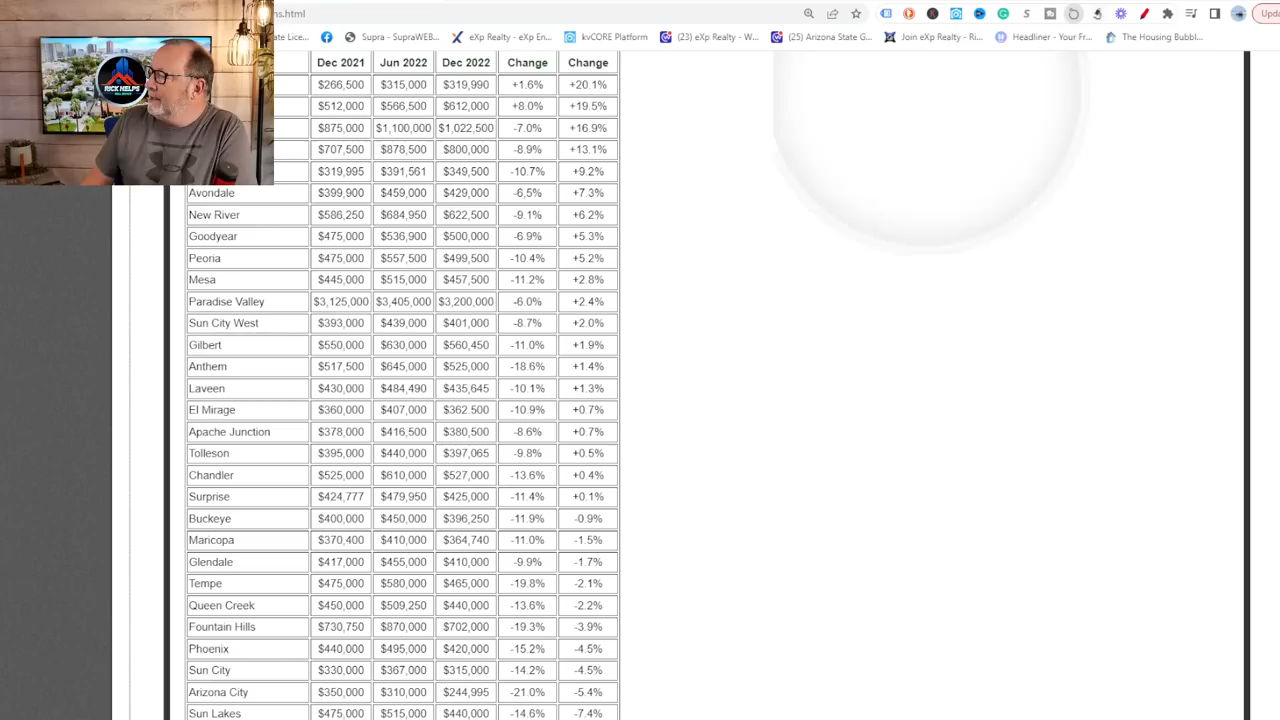 ns.html
Upda
te Lice...
Supra - SupraWEB...
eXp Realty - eXp En...
kvCORE Platform
(23) eXp Realty - W...
(25) Arizona State G...
Join eXp Realty - Ri...
Headliner - Your Fr...
The Housing Bubbl...
RICK HELPS
Dec 2021 Jun 2022 Dec 2022 Change Change
$266,500 $315,000 $319,990 +1.6% +20.1%
$512,000 $566,500 $612,000 +8.0% +19.5%
$875,000 $1,100,000 $1,022,500 -7.0% +16.9%
$707,500 $878,500 $800,000 -8.9% +13.1%
$319,995 $391,561 $349,500 -10.7% +9.2%
Avondale $399,900 $459,000 $429,000 -6,5% +7.3%
New River $586,250 $684,950 $622,500 -9.1% +6.2%
Goodyear $475,000 $536,900 $500,000 -6.9% +5.3%
Peoria $475,000 $557,500 $499,500 -10.4% +5.2%
Mesa $445,000 $515,000 $457,500 -11.2% +2.8%
Paradise Valley $3,125,000 $3,405,000 $3,200,000 -6.0% +2.4%
Sun City West $393,000 $439,000 $401,000 -8.7% +2.0%
Gilbert $550,000 $630,000 $560,450 -11.0% +1.9%
Anthem $517,500 $645,000 $525,000 -18.6% +1.4%
Laveen $430,000 $484,490 $435,645 -10.1% +1.3%
El Mirage $360,000 $407,000 $362.500 -10.9% +0.7%
Apache Junction $378,000 $416,500 $380,500 -8.6% +0.7%
Tolleson $395,000 $440,000 $397,065 -9.8% +0.5%
Chandler $525,000 $610,000 $527,000 -13.6% +0.4%
Surprise $424,777 $479,950 $425,000 -11.4% +0.1%
Buckeye $400,000 $450,000 $396,250 -11.9% -0.9%
Maricopa $370,400 $410,000 $364,740 -11.0% -1.5%
Glendale $417,000 $455,000 $410,000 -9.9% -1.7%
Tempe $475,000 $580,000 $465,000 -19.8% -2.1%
Queen Creek $450,000 $509,250 $440,000 -13.6% -2.2%
Fountain Hills $730,750 $870,000 $702,000 -19.3% -3.9%
Phoenix $440,000 $495,000 $420,000 -15.2% -4.5%
Sun City $330,000 $367,000 $315,000 -14.2% -4.5%
Arizona City $350,000 $310,000 $244,995 -21.0% -5.4%
Sun Lakes $475,000 $515,000 $440,000 -14.6% -7.4%